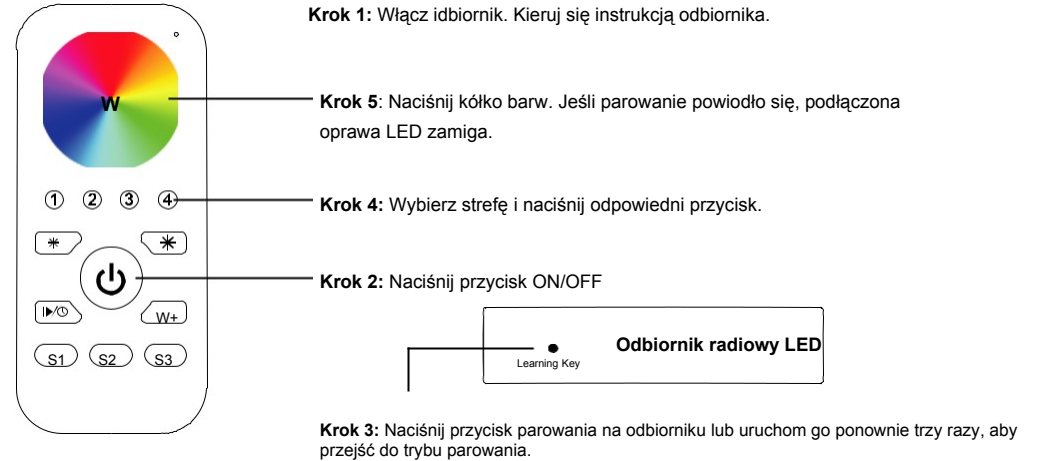 Krok 1: Włącz idbiornik. Kieruj się instrukcją odbiornika.
W
Krok 5: Naciśnij kółko barw. Jeśli parowanie powiodło się, podłączona
oprawa LED zamiga.
1 2 3 4
Krok 4: Wybierz strefę i naciśnij odpowiedni przycisk.
Krok 2: Naciśnij przycisk ON/OFF
W+
S1 S2 S3
Odbiornik radiowy LED
Learning Key
Krok 3: Naciśnij przycisk parowania na odbiorniku lub uruchom go ponownie trzy razy, aby
przejść do trybu parowania.